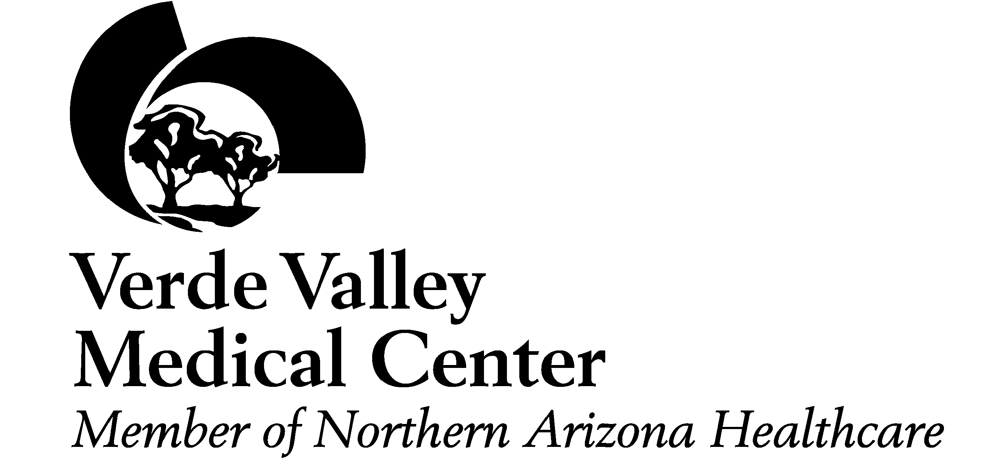 Verde Valley
Medical Center
Member of Northern Arizona Healthcare